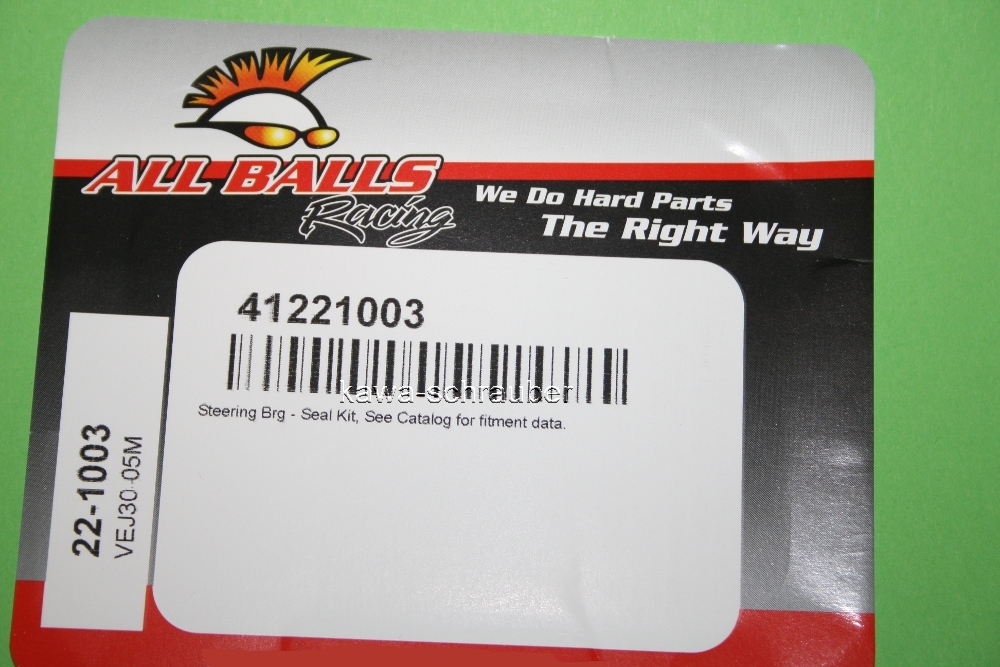 ALL BALLS
Racing
We Do Hard Parts
The Right Way
41221003
kawa-schrauber
Steering Brg - Seal Kit, See Catalog for fitment data.
22-1003
VEJ30-05M